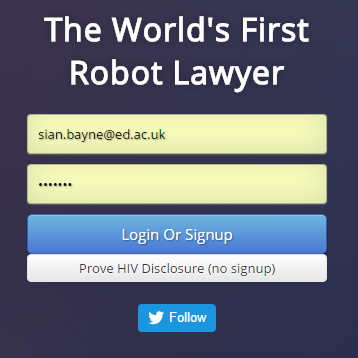 The World's First
Robot Lawyer
sian.bayne@ed.ac.uk
•••••••
Login Or Signup
Prove HIV Disclosure (no signup)
Follow